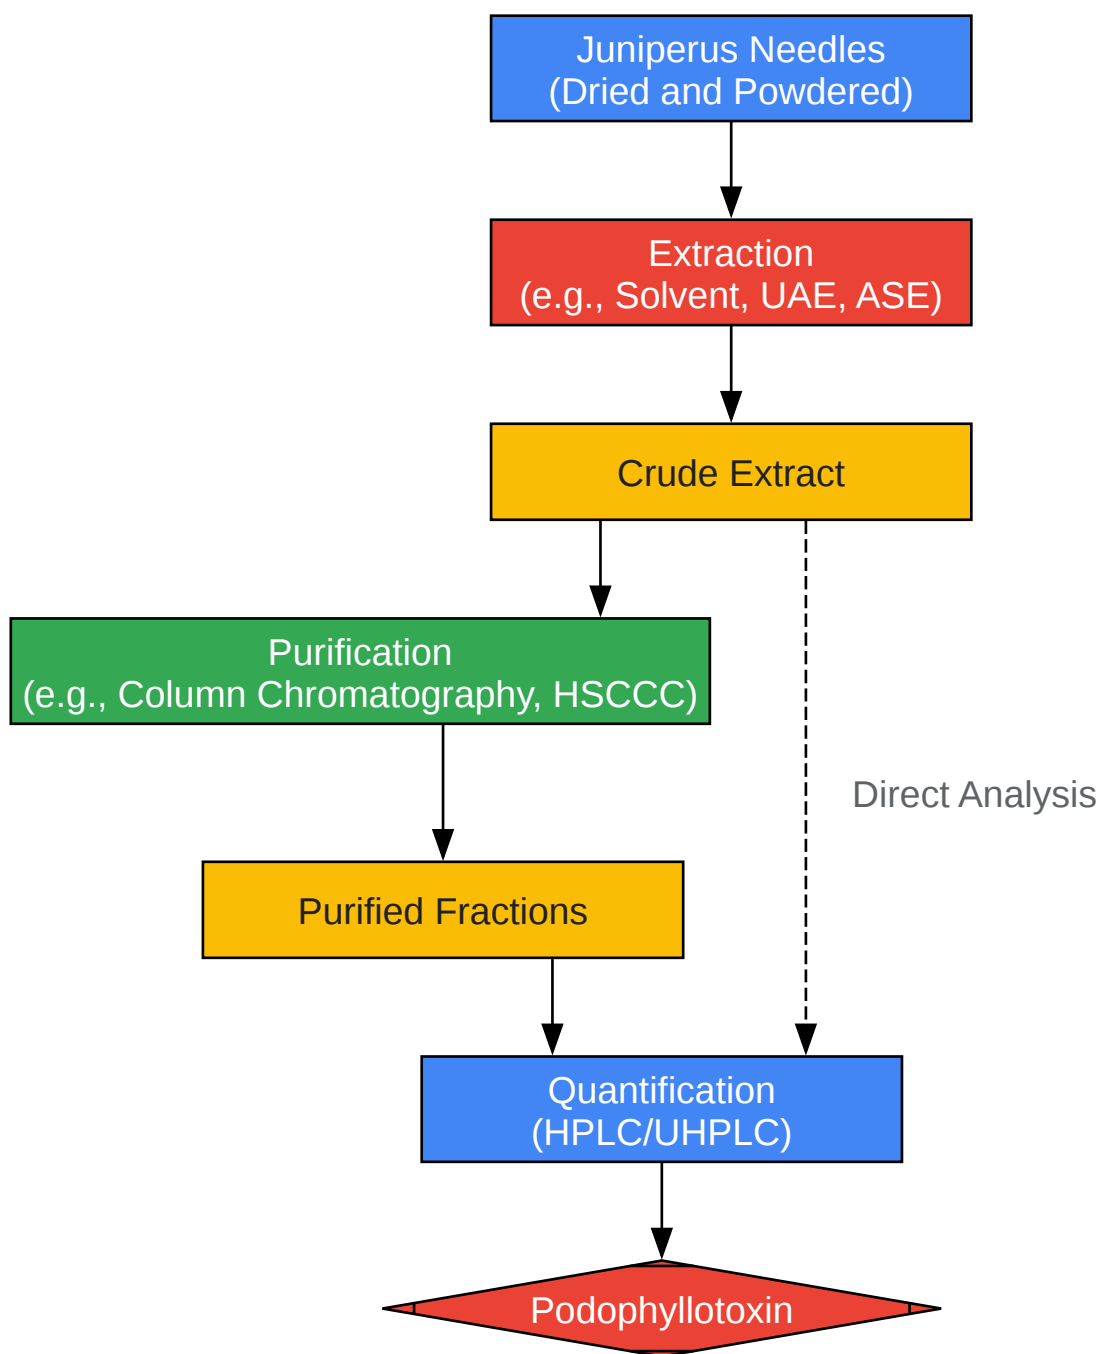 Juniperus Needles
(Dried and Powdered)
Extraction
(e.g., Solvent, UAE, ASE)
Crude Extract
Purification
(e.g., Column Chromatography, HSCCC)
Direct Analysis
Purified Fractions
Quantification
(HPLC/UHPLC)
Podophyllotoxin